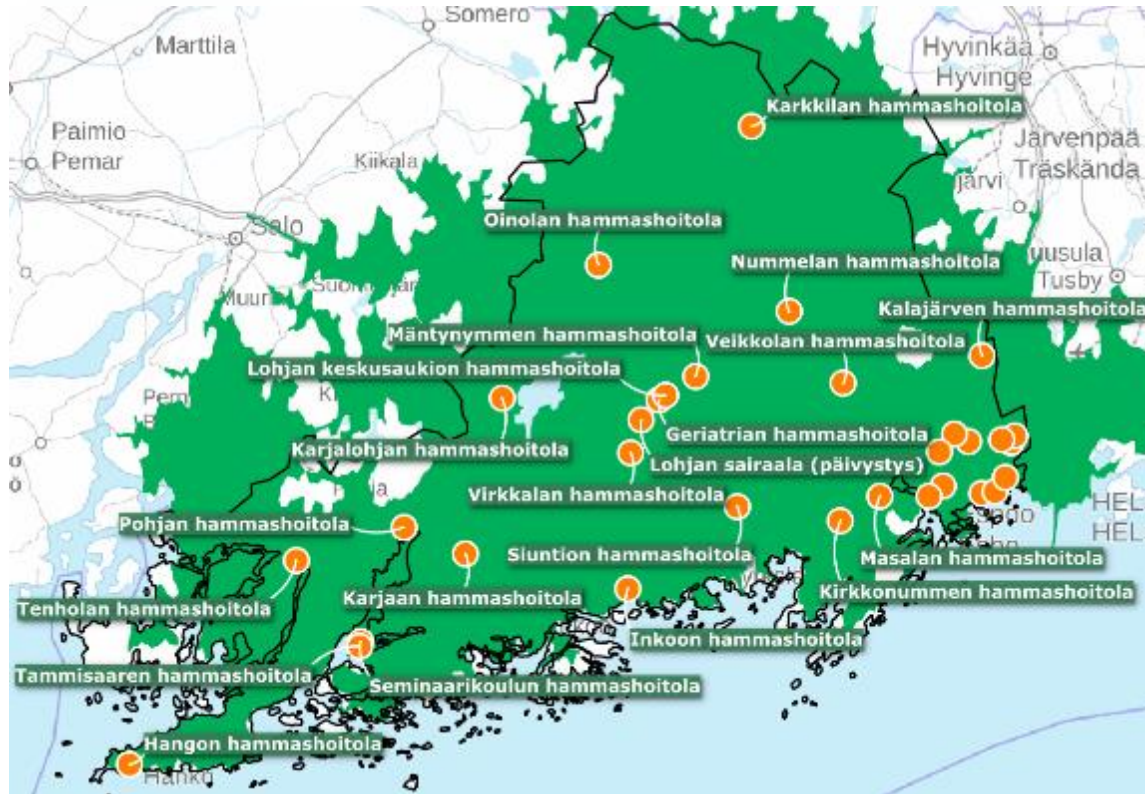 Somero
Marttila
Hyvinkää
Hyvinge
Karkkilan hammashoitola
Paimio
Pemar
Kiikala
Järvenpää
Träskända
järvi
Oinolan hammashoitola
Salo
Nummelan hammashoitola
uusula
Tusby
Muur
Kalajärven hammashoitola
Mäntynymmen hammashoitola
Veikkolan hammashoitola
Lohjan keskusaukion hammashoitola
Geriatrian hammashoitola
Karjalohjan hammashoitola
Lohjan sairaala (päivystys)
Virkkalan hammashoitola
HEL
HEL
Pohjan hammashoitola
Siuntion hammashoitola
Masalan hammashoitola
Karjaan hammashoitola
Kirkkonummen hammashoitola
Tenholan hammashoitola
Inkoon hammashoitola
Tammisaaren hammashoitola
Seminaarikoulun hammashoitola
Hangon hammashoitola
Hanko